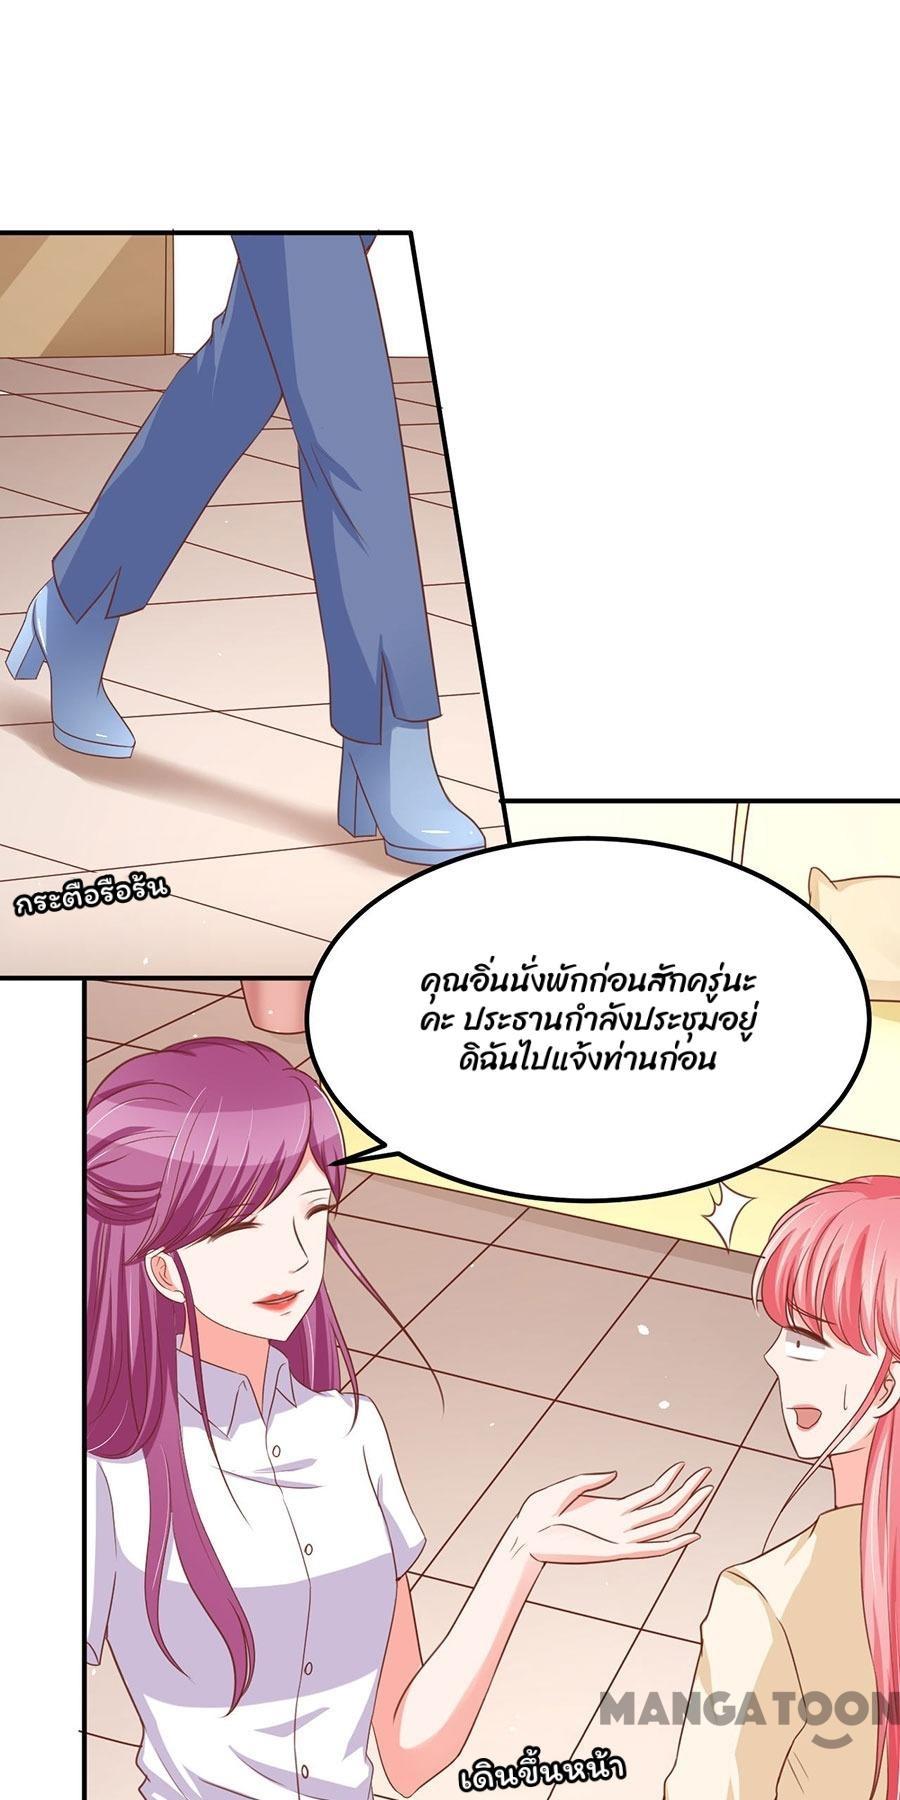 กระตือรือร้น
คุณอิ่นนั่งพักก่อนสักครู่นะ
คะ ประธานกำลังประชุมอยู่
ดิฉันไปแจ้งท่านก่อน
MANGATOON
เดินขึ้นหน้า